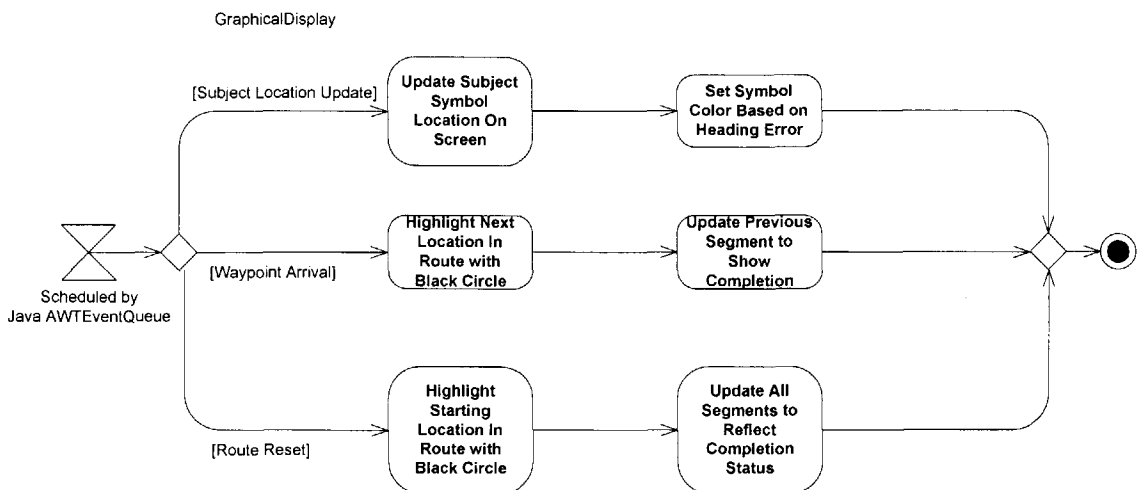 GraphicalDisplay
[Subject Location Update]
Update Subject
Symbol
Location On
Screen
Set Symbol
Color Based on
Heading Error
Scheduled by
Java AWTEventQueue
[Waypoint Arrival]
Highlight Next
Location In
Route with
Black Circle
Update Previous
Segment to
Show
Completion
[Route Reset]
Highlight
Starting
Location In
Route with
Black Circle
Update All
Segments to
Reflect
Completion
Status